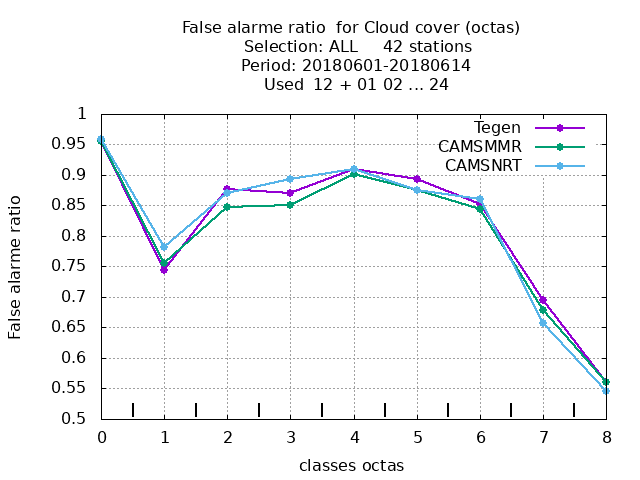 False alarme ratio  for Cloud cover (octas)
Selection: ALL     42 stations
Period: 20180601-20180614
Used  12 + 01 02 ... 24
Tegen
CAMSMMR
CAMSNRT
1
0.95
0.9
0.85
0.8
0.75
0.7
0.65
0.6
0.55
0.5
False alarme ratio
0 1 2 3 4 5 6 7 8
classes octas